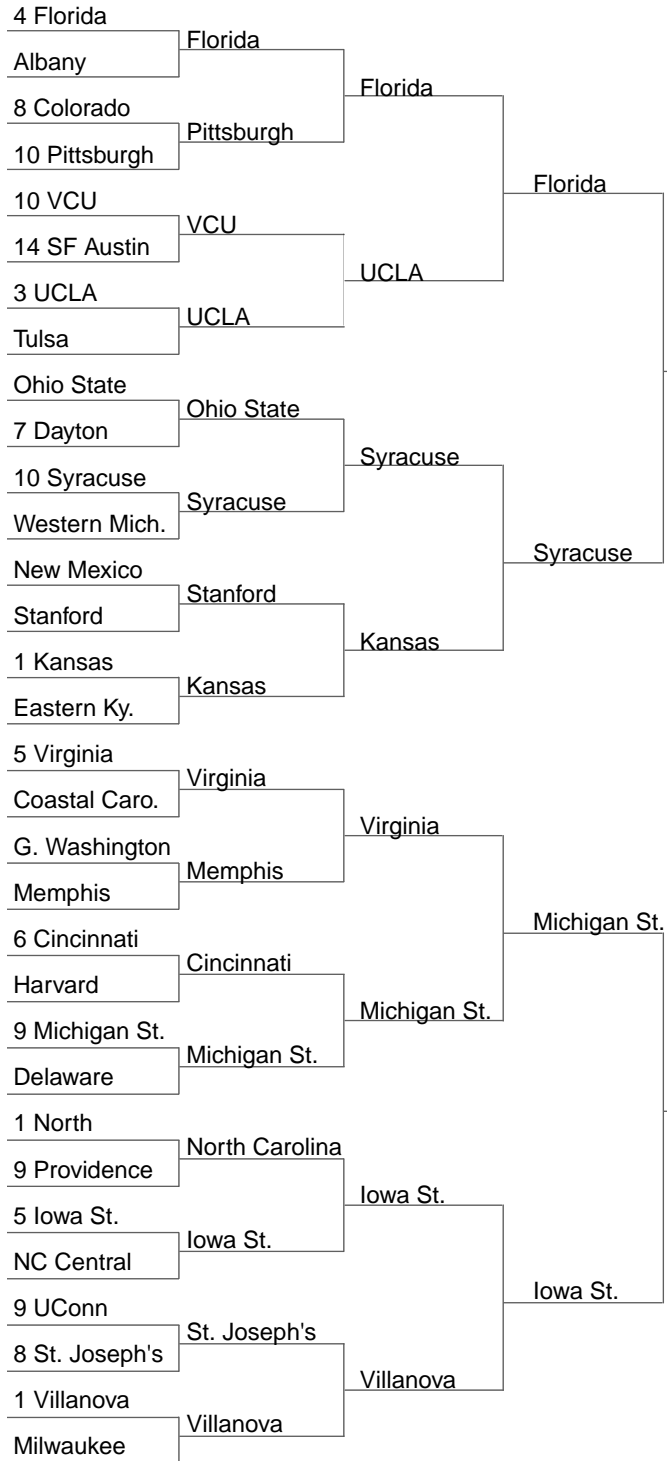 4 Florida
Albany
8 Colorado
10 Pittsburgh
10 VCU
14 SF Austin
3 UCLA
Tulsa
Ohio State
7 Dayton
10 Syracuse
Western Mich.
New Mexico
Stanford
1 Kansas
Eastern Ky.
5 Virginia
Coastal Caro.
G. Washington
Memphis
6 Cincinnati
Harvard
9 Michigan St.
Delaware
1 North
9 Providence
5 Iowa St.
NC Central
9 UConn
8 St. Joseph's
1 Villanova
Milwaukee
Florida
Pittsburgh
VCU
UCLA
Ohio State
Syracuse
Stanford
Kansas
Virginia
Memphis
Cincinnati
Michigan St.
North Carolina
Iowa St.
St. Joseph's
Villanova
Florida
UCLA
Syracuse
Kansas
Virginia
Michigan St.
Iowa St.
Villanova
Florida
Syracuse
Michigan St.
Iowa St.